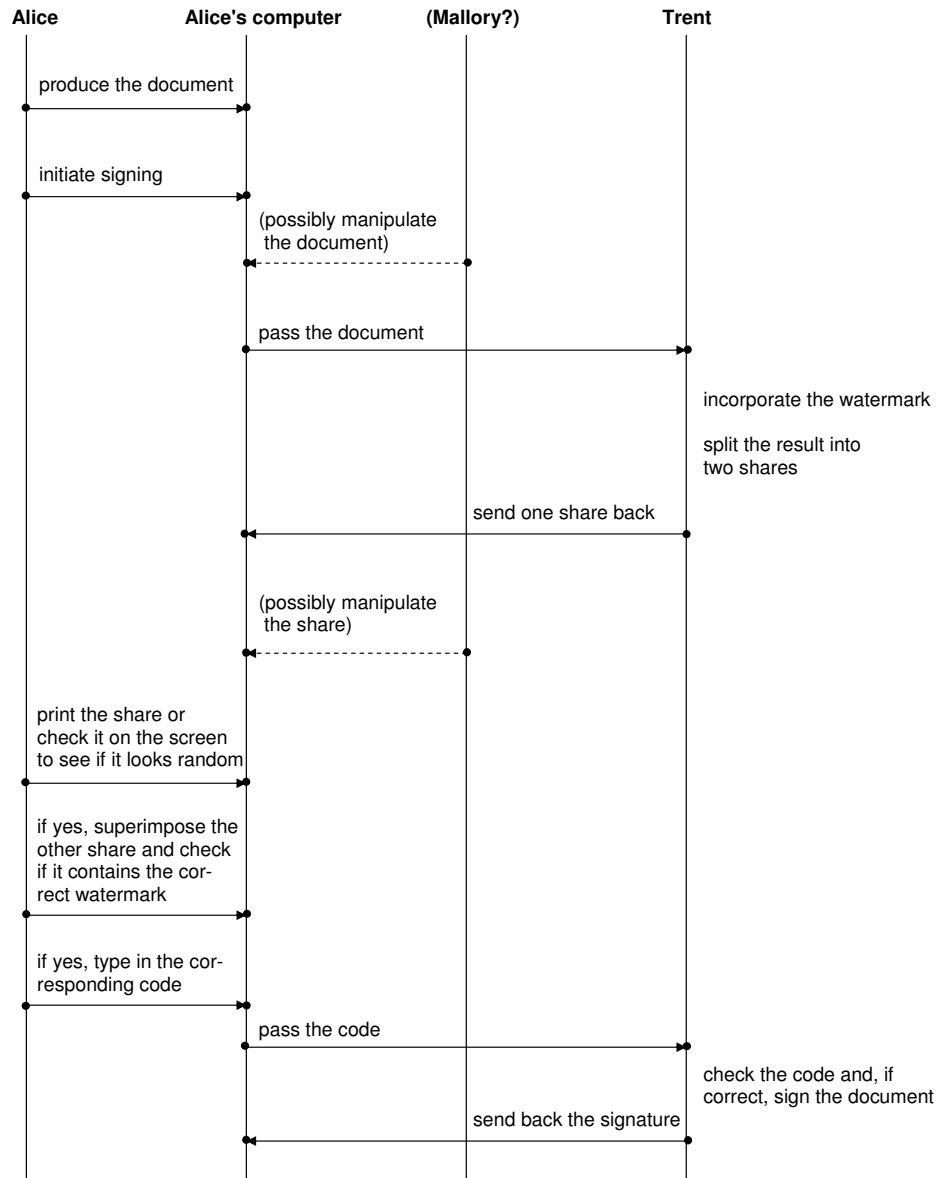 Alice Alice's computer (Mallory?) Trent
produce the document
initiate signing
(possibly manipulate
the document)
pass the document
incorporate the watermark
split the result into
two shares
send one share back
(possibly manipulate
the share)
print the share or
check it on the screen
to see if it looks random
if yes, superimpose the
other share and check
if it contains the cor-
rect watermark
if yes, type in the cor-
responding code
pass the code
check the code and, if
correct, sign the document
send back the signature